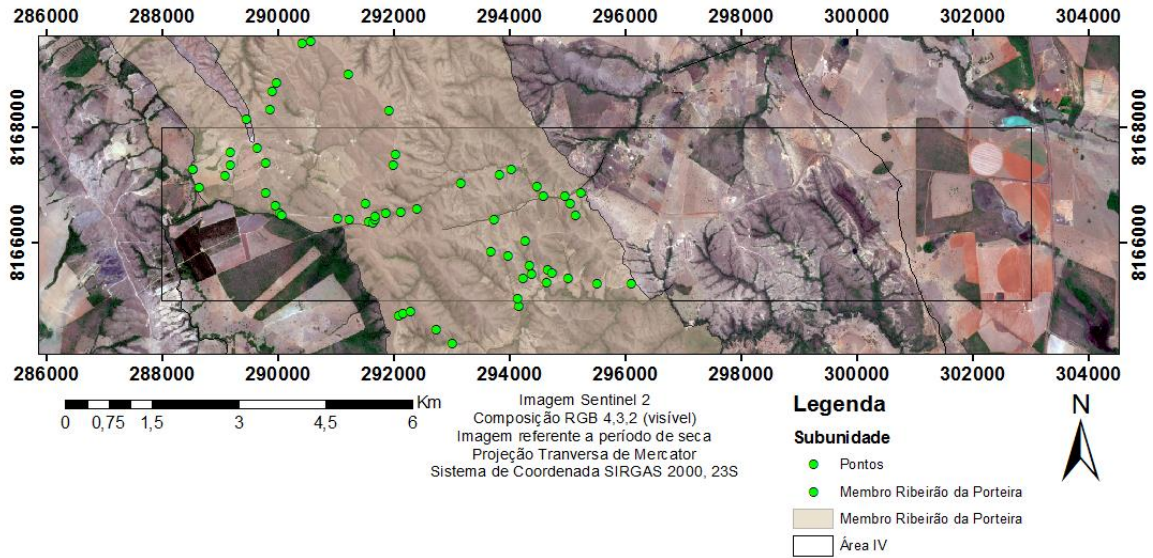 286000 288000 290000 292000 294000 296000 298000 300000 302000 304000
8168000 8168000
8166000 8166000
286000 288000 290000 292000 294000 296000 298000 300000 302000 304000
Km
0 0,75 1,5 3 4,5 6
Imagem Sentinel 2
Composição RGB 4,3,2 (visível)
Imagem referente a período de seca
Projeção Tranversa de Mercator
Sistema de Coordenada SIRGAS 2000, 23S
Legenda
Subunidade
Pontos
Membro Ribeirão da Porteira
Membro Ribeirão da Porteira
Área IV
N